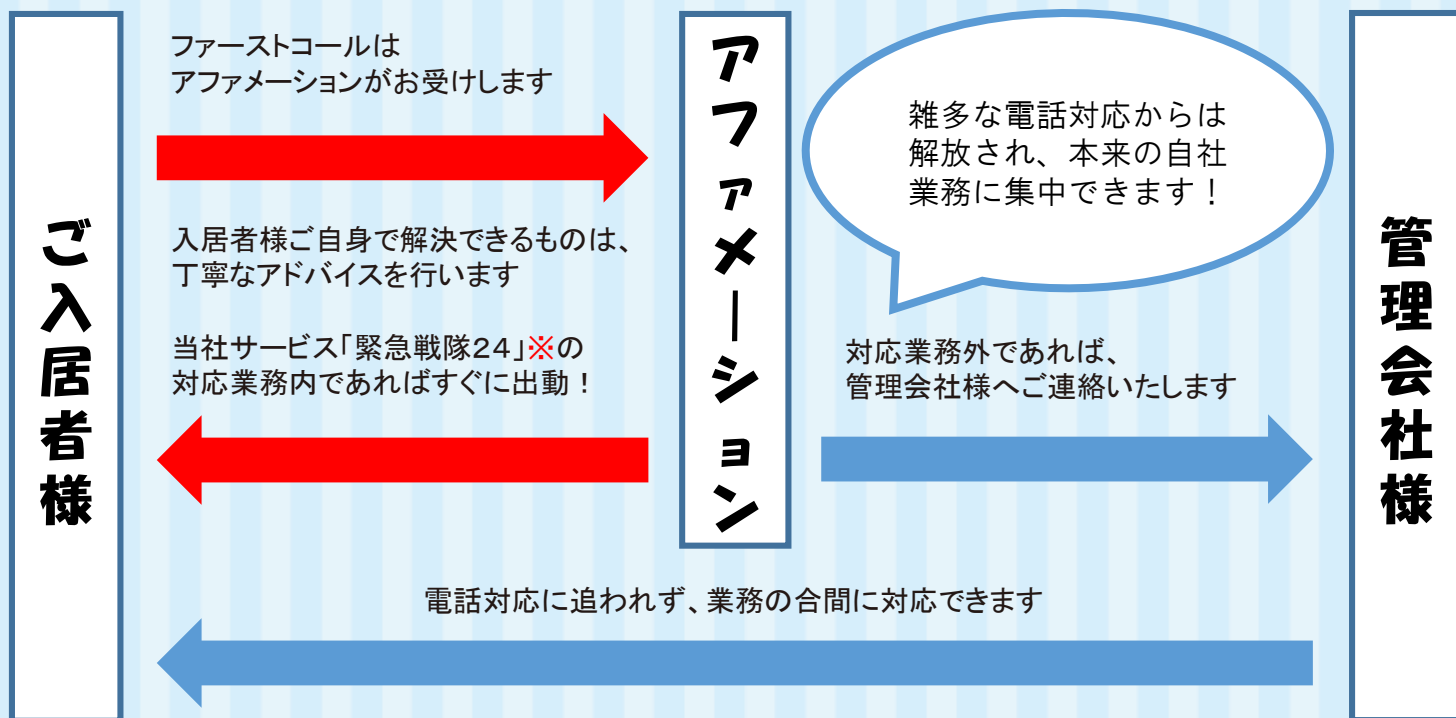 ご入居者様
ファーストコールは
アファメーションがお受けします
入居者様ご自身で解決できるものは、
丁寧なアドバイスを行います
当社サービス「緊急戦隊２４」※の
対応業務内であればすぐに出動！
アファメーション
雑多な電話対応からは
解放され、本来の自社
業務に集中できます！
対応業務外であれば、
管理会社様へご連絡いたします
管理会社様
電話対応に追われず、業務の合間に対応できます